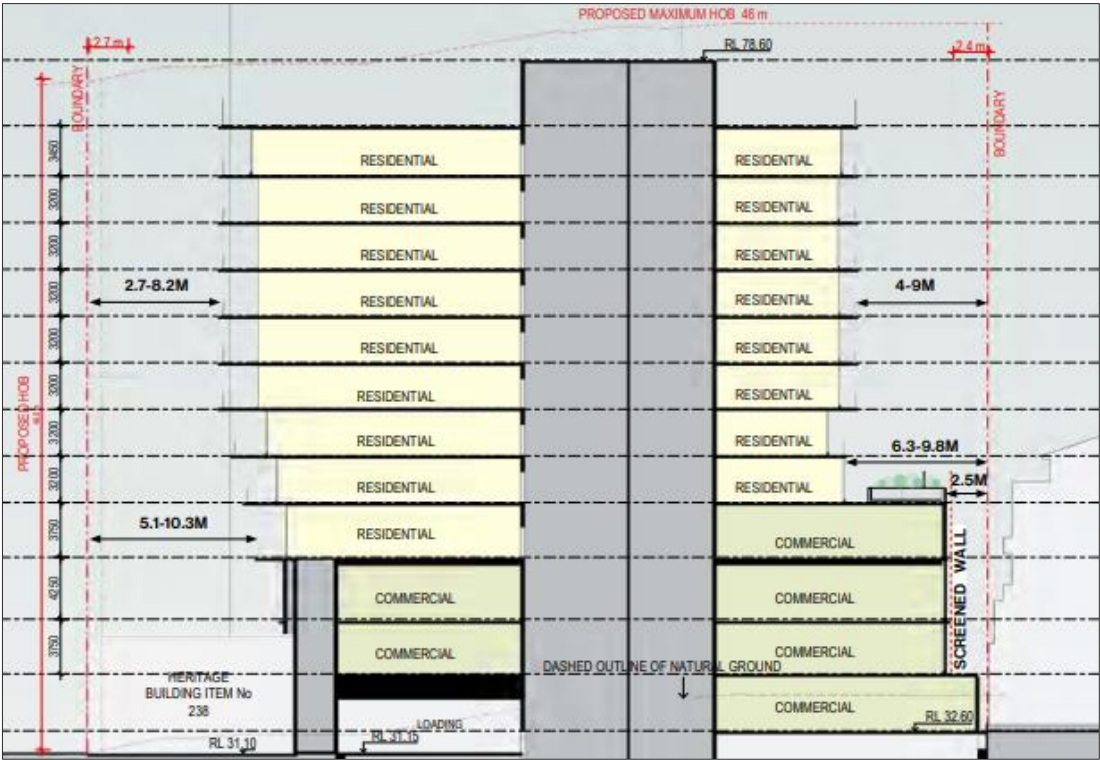 PROPOSED MAXIMUM HOB 46 m
2.7 m
RL 78.60
2.4 m
BOUNDARY
BOUNDARY
3450
RESIDENTIAL
RESIDENTIAL
3200
RESIDENTIAL
RESIDENTIAL
3200
RESIDENTIAL
RESIDENTIAL
3200
2.7-8.2M
RESIDENTIAL
RESIDENTIAL
4-9M
3200
RESIDENTIAL
RESIDENTIAL
3200
RESIDENTIAL
RESIDENTIAL
PROPOSED HOB
3200
RESIDENTIAL
RESIDENTIAL
6.3-9.8M
3200
RESIDENTIAL
RESIDENTIAL
2.5M
3750
5.1-10.3M
RESIDENTIAL
COMMERCIAL
4250
COMMERCIAL
COMMERCIAL
SCREENED WALL
3750
COMMERCIAL
COMMERCIAL
DASHED OUTLINE OF NATURAL GROUND
HERITAGE
BUILDING ITEM No
238
COMMERCIAL
LOADING
RL 32.60
RL 31.10
RL 31.15